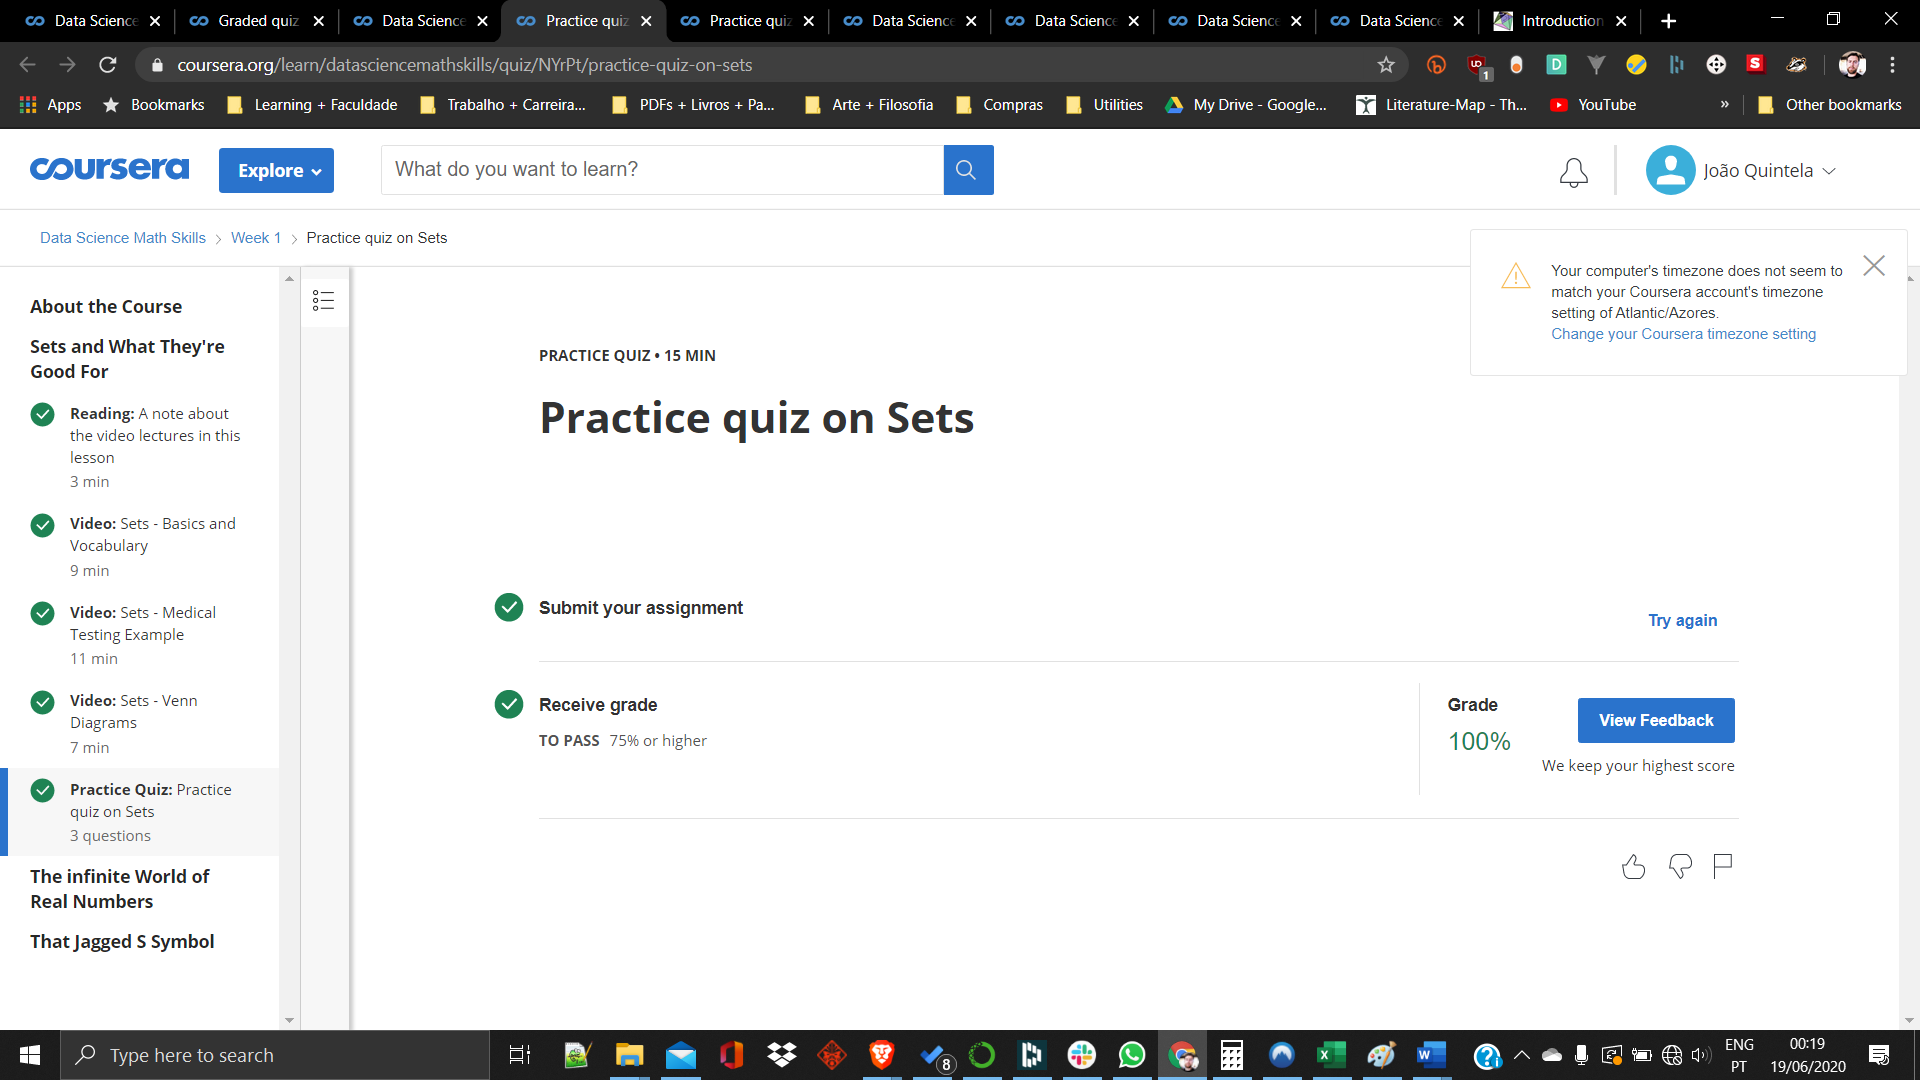 Data Science
Graded quiz
Data Science
Practice quiz
Practice quiz
Data Science
Data Science
Data Science
Data Science
Introduction
coursera.org/learn/datasciencemathskills/quiz/NYrPt/practice-quiz-on-sets
1
Apps
Bookmarks
Learning + Faculdade
Trabalho + Carreira...
PDFs + Livros + Pa...
Arte + Filosofia
Compras
Utilities
My Drive - Google...
Literature-Map - Th...
YouTube
»
Other bookmarks
coursera
Explore
What do you want to learn?
João Quintela
Data Science Math Skills
Week 1
Practice quiz on Sets
Your computer's timezone does not seem to
match your Coursera account's timezone
setting of Atlantic/Azores.
Change your Coursera timezone setting
About the Course
Sets and What They're
Good For
Reading: A note about
the video lectures in this
lesson
3 min
Video: Sets - Basics and
Vocabulary
9 min
Video: Sets - Medical
Testing Example
11 min
Video: Sets - Venn
Diagrams
7 min
Practice Quiz: Practice
quiz on Sets
3 questions
The infinite World of
Real Numbers
That Jagged S Symbol
PRACTICE QUIZ • 15 MIN
Practice quiz on Sets
Submit your assignment
Try again
Receive grade
TO PASS 75% or higher
Grade
100%
View Feedback
We keep your highest score
Type here to search
8
ENG
PT
00:19
19/06/2020